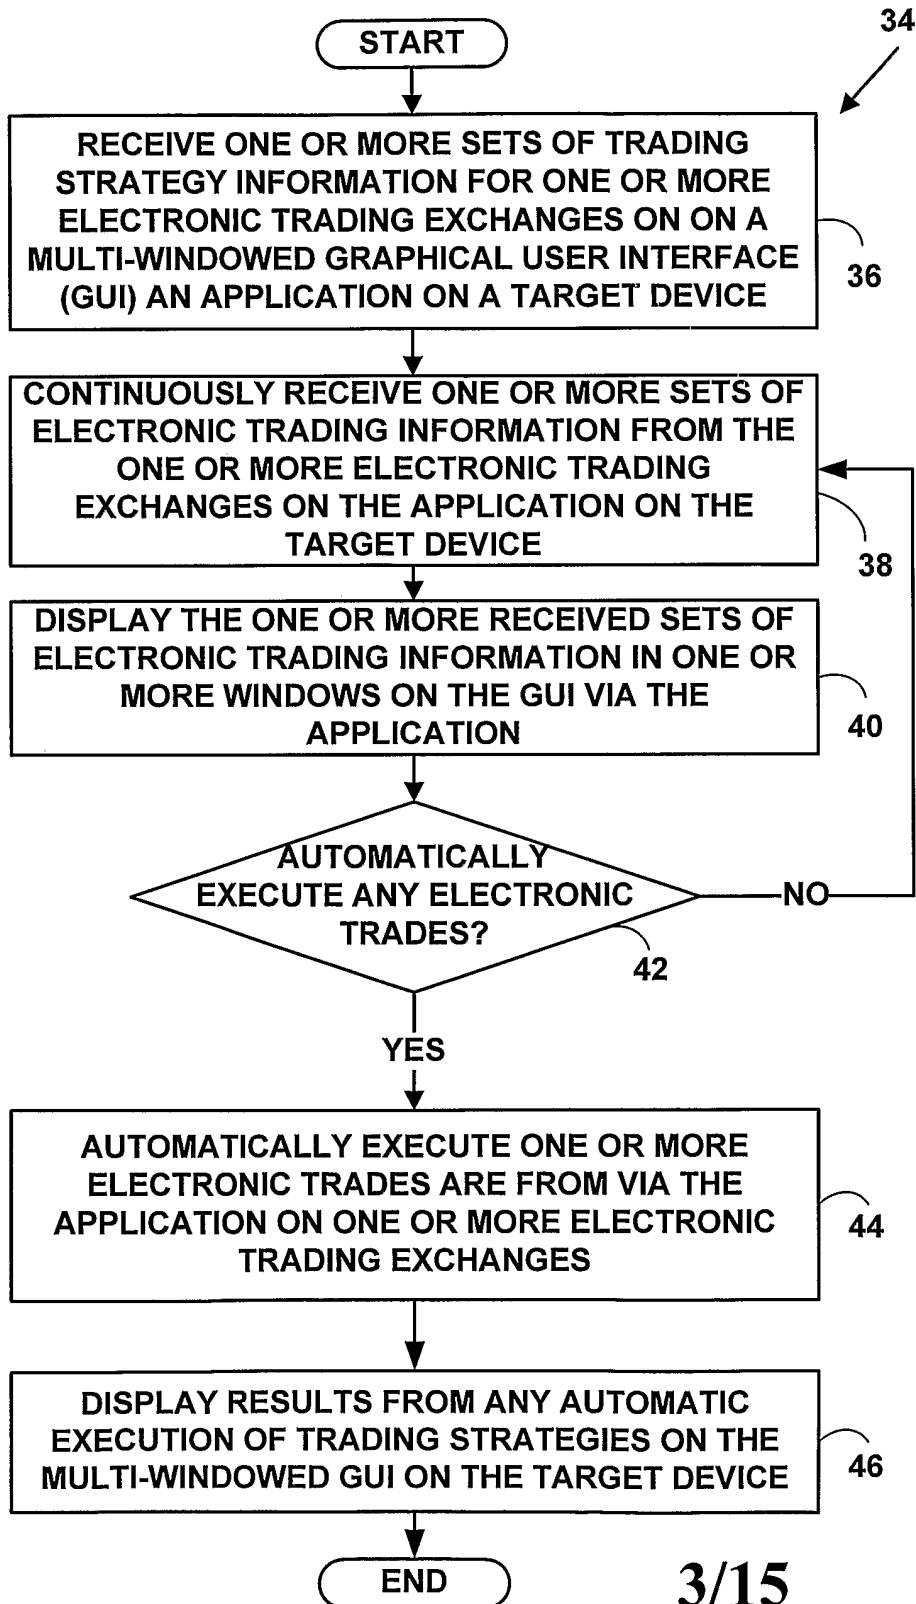 34
START
RECEIVE ONE OR MORE SETS OF TRADING
STRATEGY INFORMATION FOR ONE OR MORE
ELECTRONIC TRADING EXCHANGES ON ON A
MULTI-WINDOWED GRAPHICAL USER INTERFACE
(GUI) AN APPLICATION ON A TARGET DEVICE
36
CONTINUOUSLY RECEIVE ONE OR MORE SETS OF
ELECTRONIC TRADING INFORMATION FROM THE
ONE OR MORE ELECTRONIC TRADING
EXCHANGES ON THE APPLICATION ON THE
TARGET DEVICE
38
DISPLAY THE ONE OR MORE RECEIVED SETS OF
ELECTRONIC TRADING INFORMATION IN ONE OR
MORE WINDOWS ON THE GUI VIA THE
APPLICATION
40
AUTOMATICALLY
EXECUTE ANY ELECTRONIC
TRADES?
NO
42
YES
AUTOMATICALLY EXECUTE ONE OR MORE
ELECTRONIC TRADES ARE FROM VIA THE
APPLICATION ON ONE OR MORE ELECTRONIC
TRADING EXCHANGES
44
DISPLAY RESULTS FROM ANY AUTOMATIC
EXECUTION OF TRADING STRATEGIES ON THE
MULTI-WINDOWED GUI ON THE TARGET DEVICE
46
END
3/15